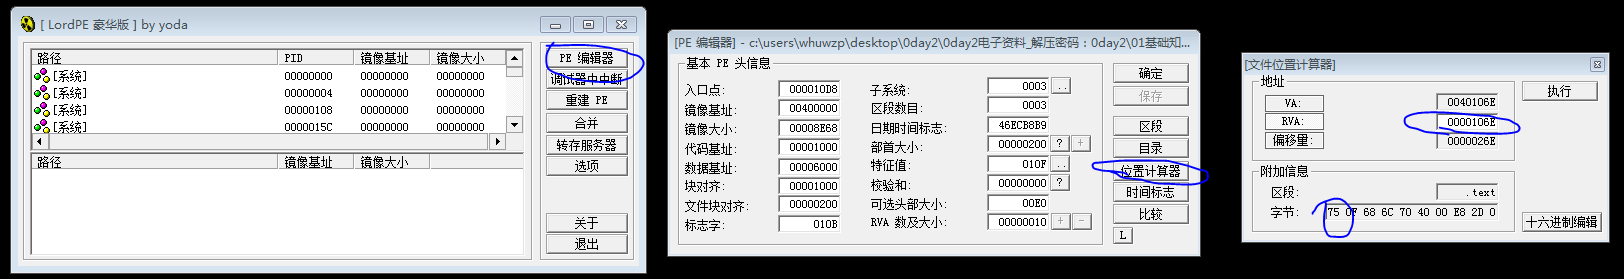 [ LordPE 豪华版 ] by yoda
路径 PID 镜像基址 镜像大小
[系统] 00000000 00000000 00000000
[系统] 00000004 00000000 00000000
[系统] 00000108 00000000 00000000
[系统] 0000015C 00000000 00000000
路径 镜像基址 镜像大小
PE 编辑器
调试器中中断
重建 PE
合并
转存服务器
选项
关于
退出
[PE 编辑器] - c:\users\whuwzp\desktop\0day2\0day2电子资料_解压密码：0day2\01基础知...
基本 PE 头信息
入口点: 000010D8
镜像基址: 00400000
镜像大小: 00008E68
代码基址: 00001000
数据基址: 00006000
块对齐: 00001000
文件块对齐: 00000200
标志字: 010B
子系统: 0003 ..
区段数目: 0003
日期时间标志: 46ECB8B9
部首大小: 00000200 ? +
特征值: 010F ..
校验和: 00000000 ?
可选头部大小: 00E0
RVA 数及大小: 00000010 + -
确定
保存
区段
目录
位置计算器
时间标志
比较
L
[文件位置计算器]
地址
VA: 0040106E
RVA: 0000106E
偏移量: 0000026E
附加信息
区段: .text
字节: 75 0F 68 6C 70 40 00 E8 2D 0
执行
十六进制编辑